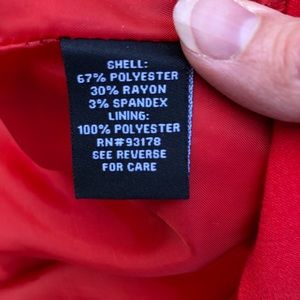 SHELL:
67% POLYESTER
30% RAYON
3% SPANDEX
LINING:
100% POLYESTER
RN#93178
SEE REVERSE
FOR CARE